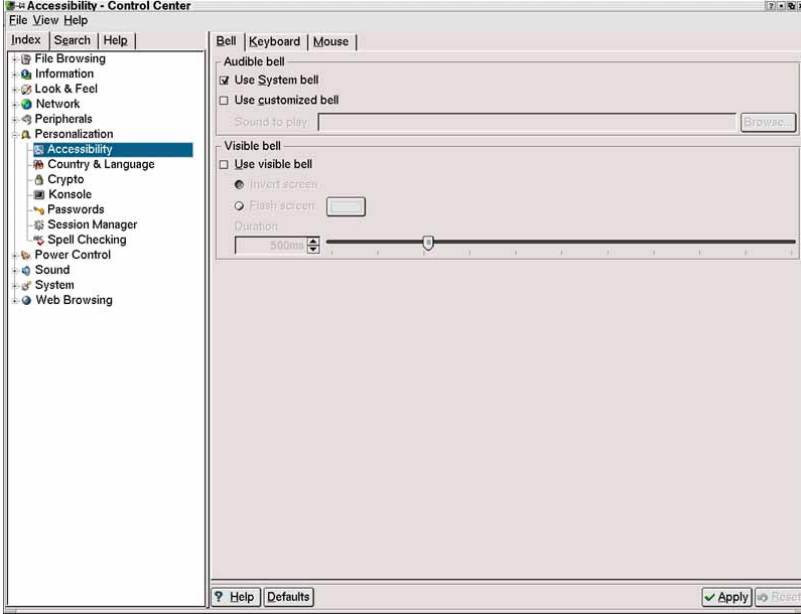 Accessibility - Control Center
File View Help
Index Search Help
File Browsing
Information
Look & Feel
Network
Peripherals
Personalization
Accessibility
Country & Language
Crypto
Konsole
Passwords
Session Manager
Spell Checking
Power Control
Sound
System
Web Browsing
Bell Keyboard Mouse
Audible bell
Use System bell
Use customized bell
Sound to play: Browse...
Visible bell
Use visible bell
Invert screen
Flash screen:
Duration:
500ms
? Help Defaults
Apply Reset